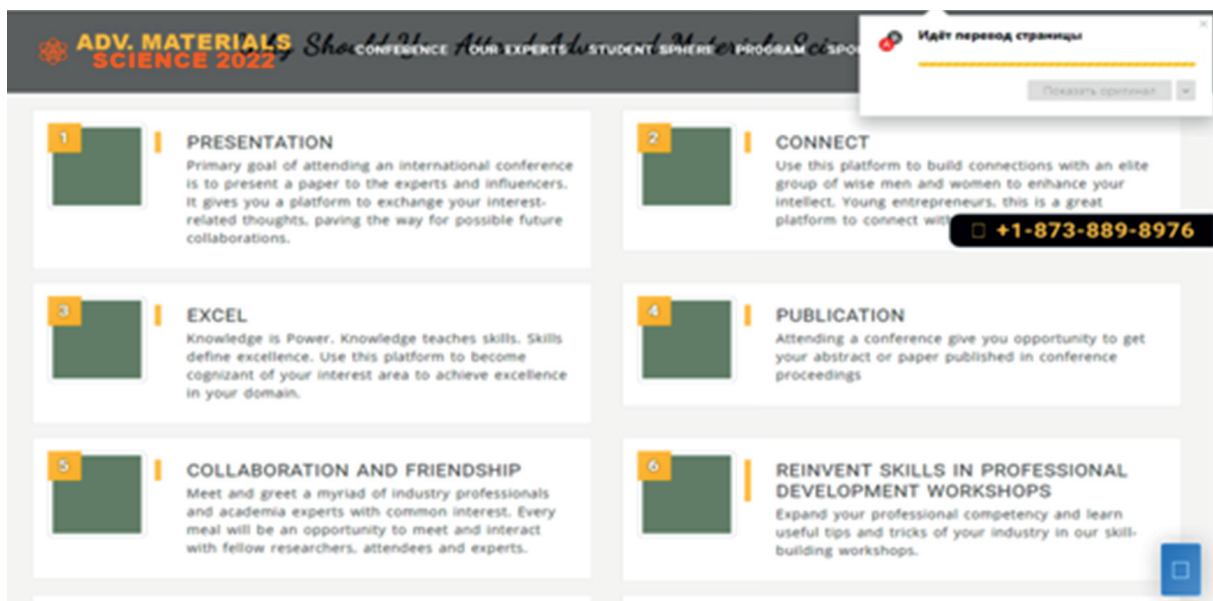 ADV. MATERIALS
SCIENCE 2022
Why Should You Attend Advanced Materials Scien
CONFERENCE OUR EXPERTS STUDENT SPHERE PROGRAM SPO
Идёт перевод страницы
Показать оригинал
1
PRESENTATION
Primary goal of attending an international conference
is to present a paper to the experts and influencers.
It gives you a platform to exchange your interest-
related thoughts, paving the way for possible future
collaborations.
2
CONNECT
Use this platform to build connections with an elite
group of wise men and women to enhance your
intellect. Young entrepreneurs, this is a great
platform to connect with
+1-873-889-8976
3
EXCEL
Knowledge is Power. Knowledge teaches skills. Skills
define excellence. Use this platform to become
cognizant of your interest area to achieve excellence
in your domain.
4
PUBLICATION
Attending a conference give you opportunity to get
your abstract or paper published in conference
proceedings
5
COLLABORATION AND FRIENDSHIP
Meet and greet a myriad of industry professionals
and academia experts with common interest. Every
meal will be an opportunity to meet and interact
with fellow researchers, attendees and experts.
6
REINVENT SKILLS IN PROFESSIONAL
DEVELOPMENT WORKSHOPS
Expand your professional competency and learn
useful tips and tricks of your industry in our skill-
building workshops.